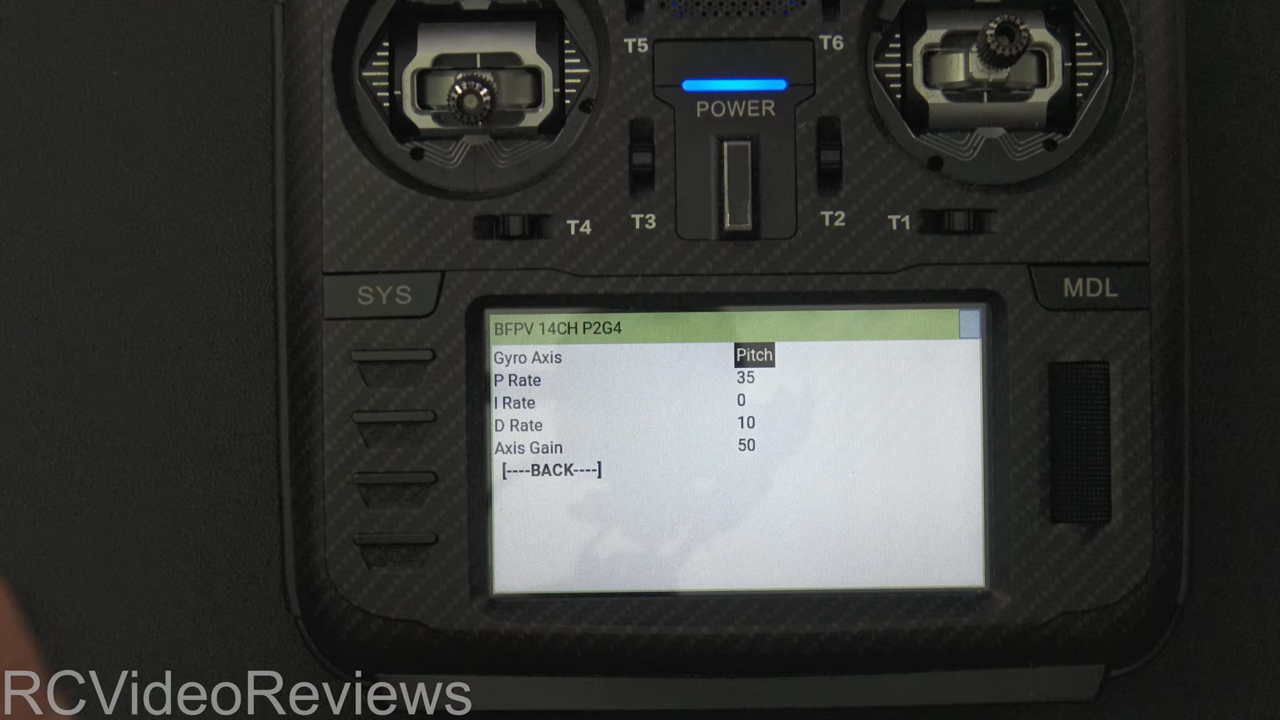 T5
T6
POWER
T4
T3
T2
T1
SYS
MDL
BFPV 14CH P2G4
Gyro Axis Pitch
P Rate 35
I Rate 0
D Rate 10
Axis Gain 50
[----BACK----]
RCVideoReviews